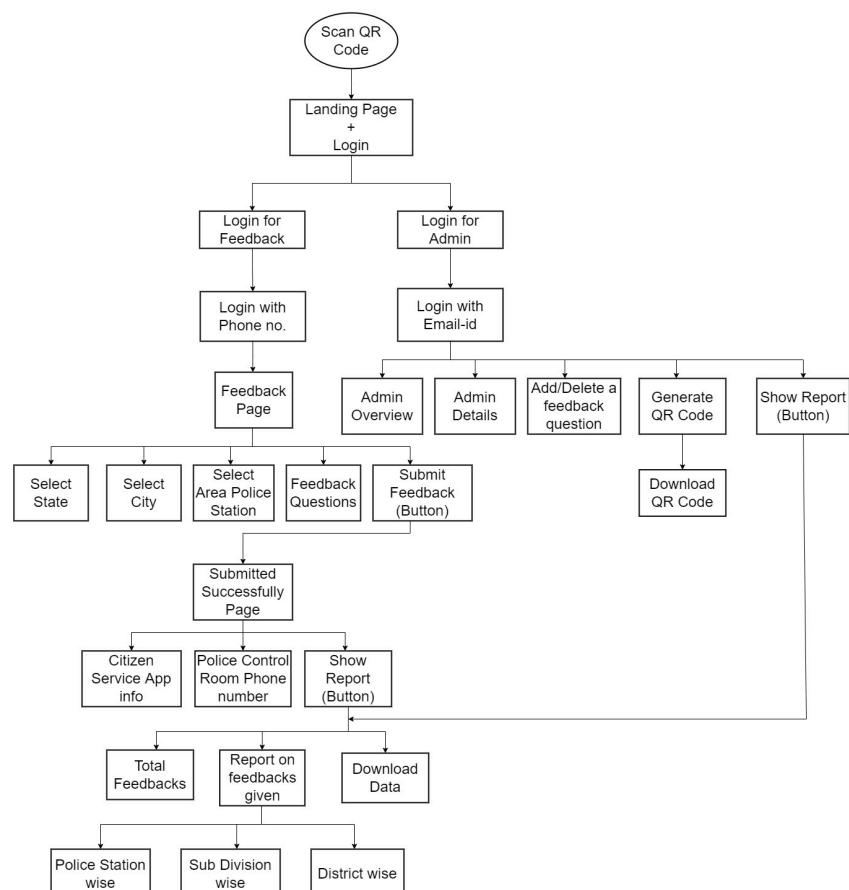 Scan QR
Code
Landing Page
+
Login
Login for
Feedback
Login for
Admin
Login with
Phone no.
Login with
Email-id
Feedback
Page
Admin
Overview
Admin
Details
Add/Delete a
feedback
question
Generate
QR Code
Show Report
(Button)
Select
State
Select
City
Select
Area Police
Station
Feedback
Questions
Submit
Feedback
(Button)
Download
QR Code
Submitted
Successfully
Page
Citizen
Service App
info
Police Control
Room Phone
number
Show
Report
(Button)
Total
Feedbacks
Report on
feedbacks
given
Download
Data
Police Station
wise
Sub Division
wise
District wise